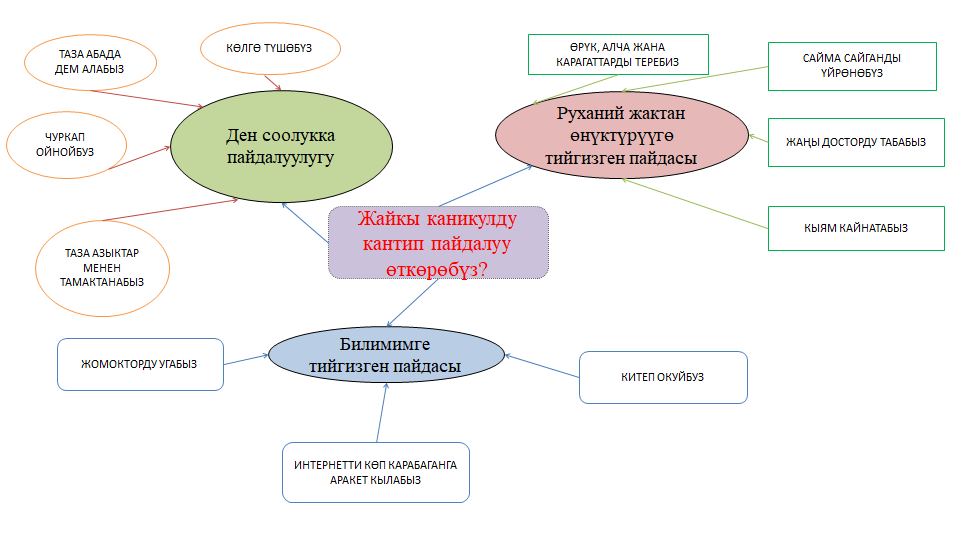 ТАЗА АБАДА
ДЕМ АЛАБЫЗ
КӨЛГӨ ТҮШӨБҮЗ
ЧУРКАП
ОЙНОЙБУЗ
ТАЗА АЗЫКТАР
МЕНЕН
ТАМАКТАНАБЫЗ
Ден соолукка
пайдалуулугу
ӨРҮК, АЛЧА ЖАНА
КАРАГАТТАРДЫ ТЕРЕБИЗ
САЙМА САЙГАНДЫ
ҮЙРӨНӨБҮЗ
ЖАҢЫ ДОСТОРДУ ТАБАБЫЗ
КЫЯМ КАЙНАТАБЫЗ
Руханий жактан
өнүктүрүүгө
тийгизген пайдасы
Жайкы каникулду
кантип пайдалуу
өткөрөбүз?
Билимимге
тийгизген пайдасы
ЖОМОКТОРДУ УГАБЫЗ
КИТЕП ОКУЙБУЗ
ИНТЕРНЕТТИ КӨП КАРАБАГАНГА
АРАКЕТ КЫЛАБЫЗ